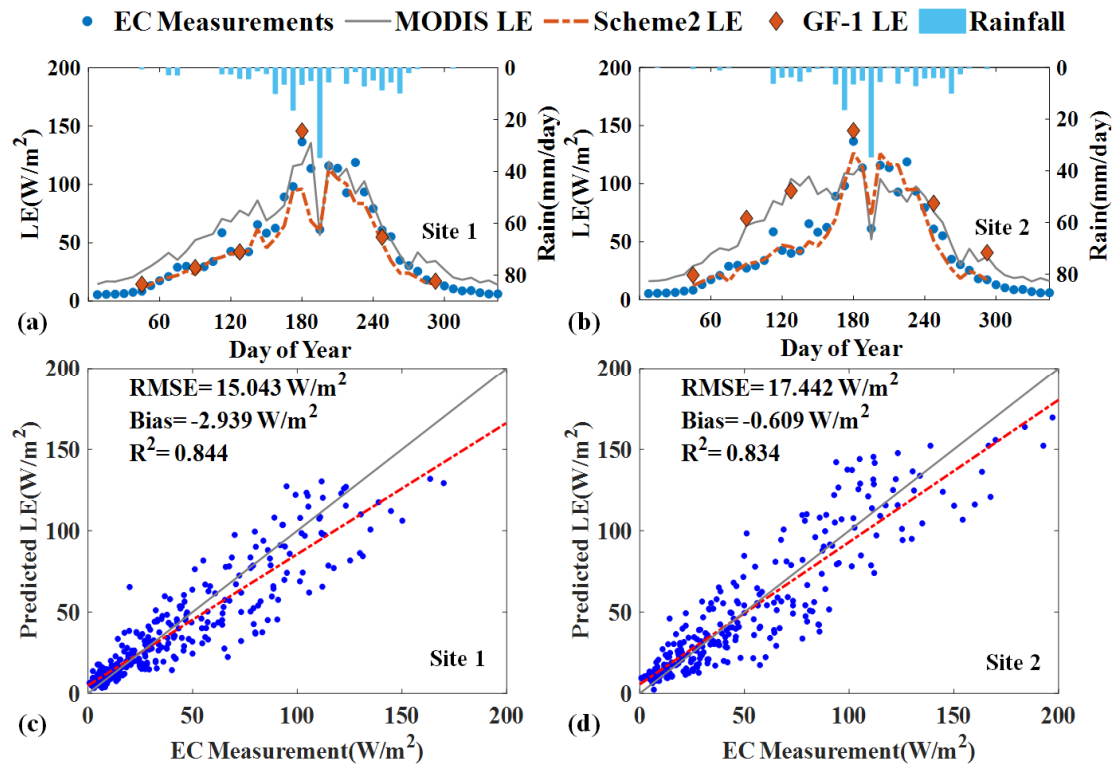 EC Measurements MODIS LE Scheme2 LE GF-1 LE Rainfall
200 150 100 50 0
LE(W/m²)
0 20 40 60 80
Rain(mm/day)
Site 1
60 120 180 240 300
(a)
Day of Year
200 150 100 50 0
LE(W/m²)
0 20 40 60 80
Rain(mm/day)
Site 2
60 120 180 240 300
(b)
Day of Year
200 150 100 50 0
Predicted LE(W/m²)
RMSE= 15.043 W/m²
Bias= -2.939 W/m²
R²= 0.844
Site 1
0 50 100 150 200
(c)
EC Measurement(W/m²)
200 150 100 50 0
Predicted LE(W/m²)
RMSE= 17.442 W/m²
Bias= -0.609 W/m²
R²= 0.834
Site 2
0 50 100 150 200
(d)
EC Measurement(W/m²)